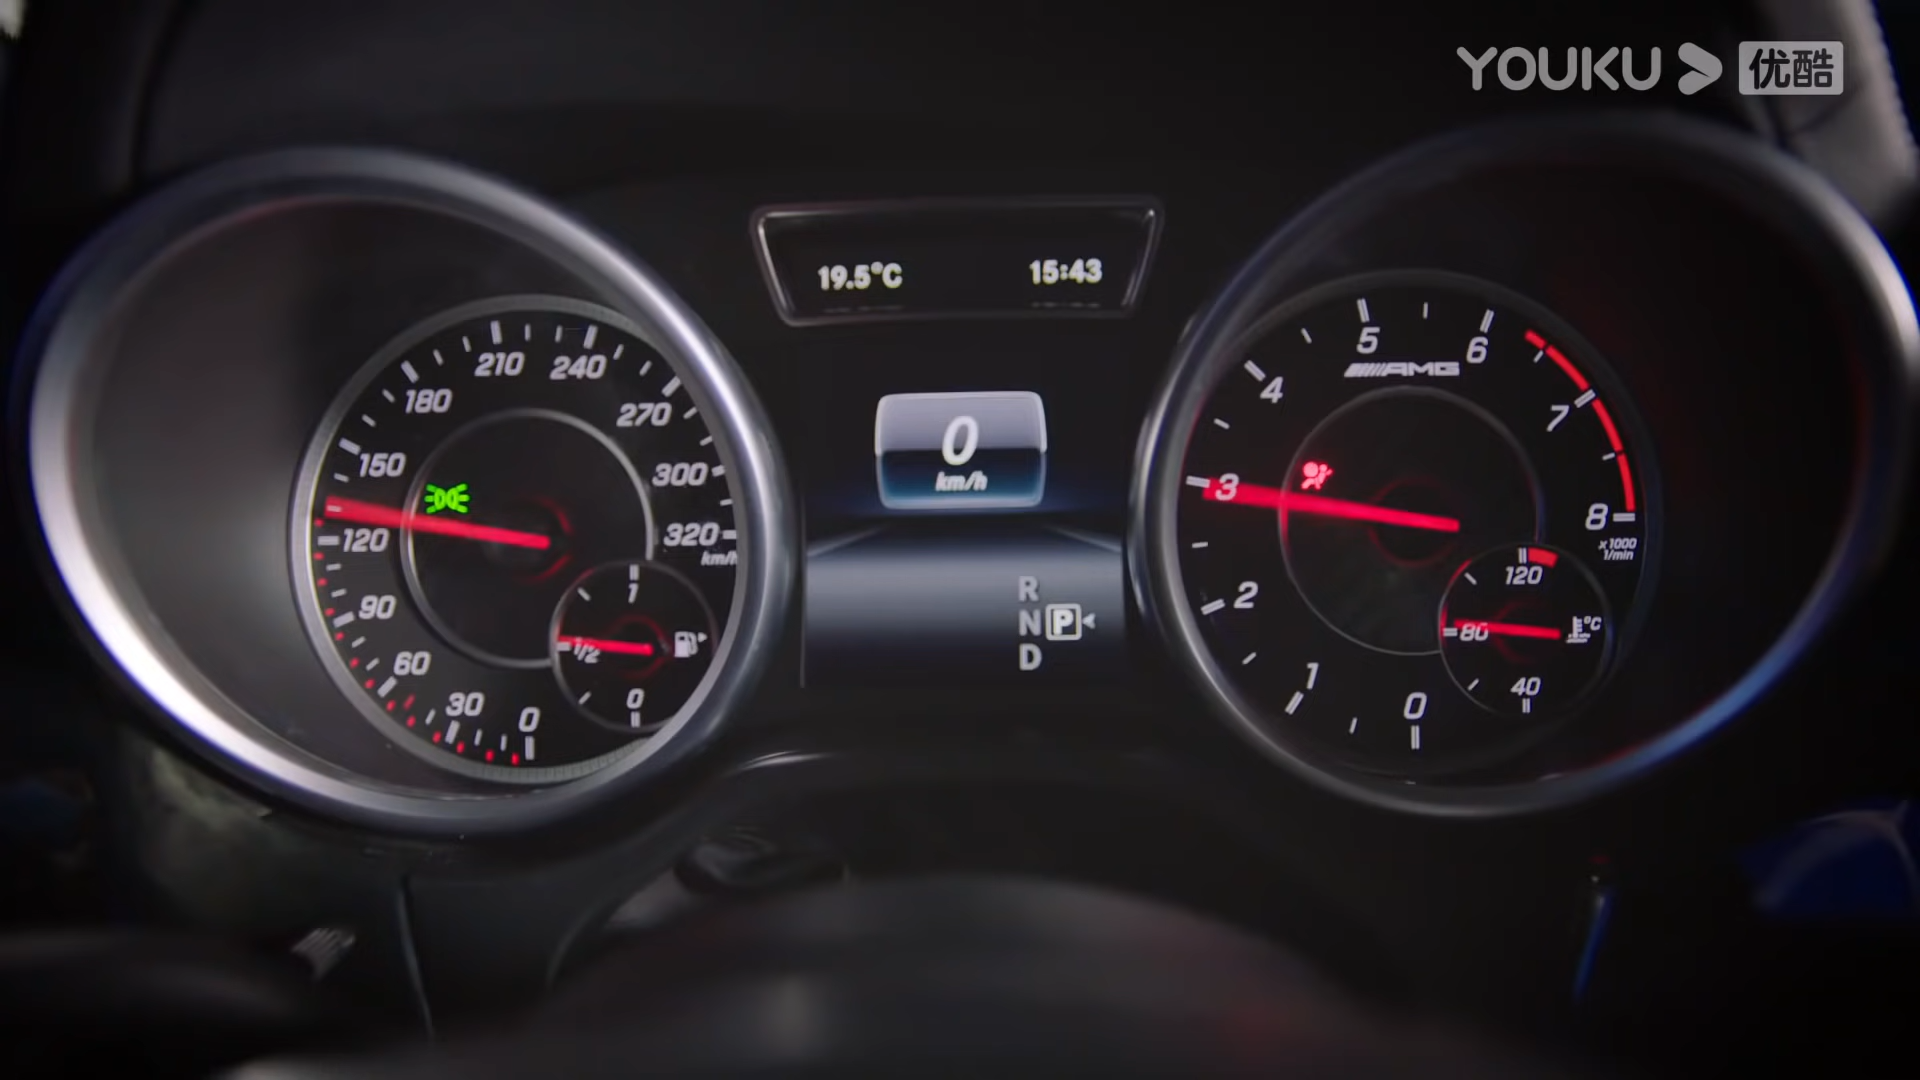 YOUKU 优酷
19.5°C 15:43
0
km/h
R
N P
D
0 30 60 90 120 150 180 210 240 270 300 320
km/h
1
1/2
0
0 1 2 3 4 5 6 7 8
AMG
x1000
1/min
120
80 °C
40